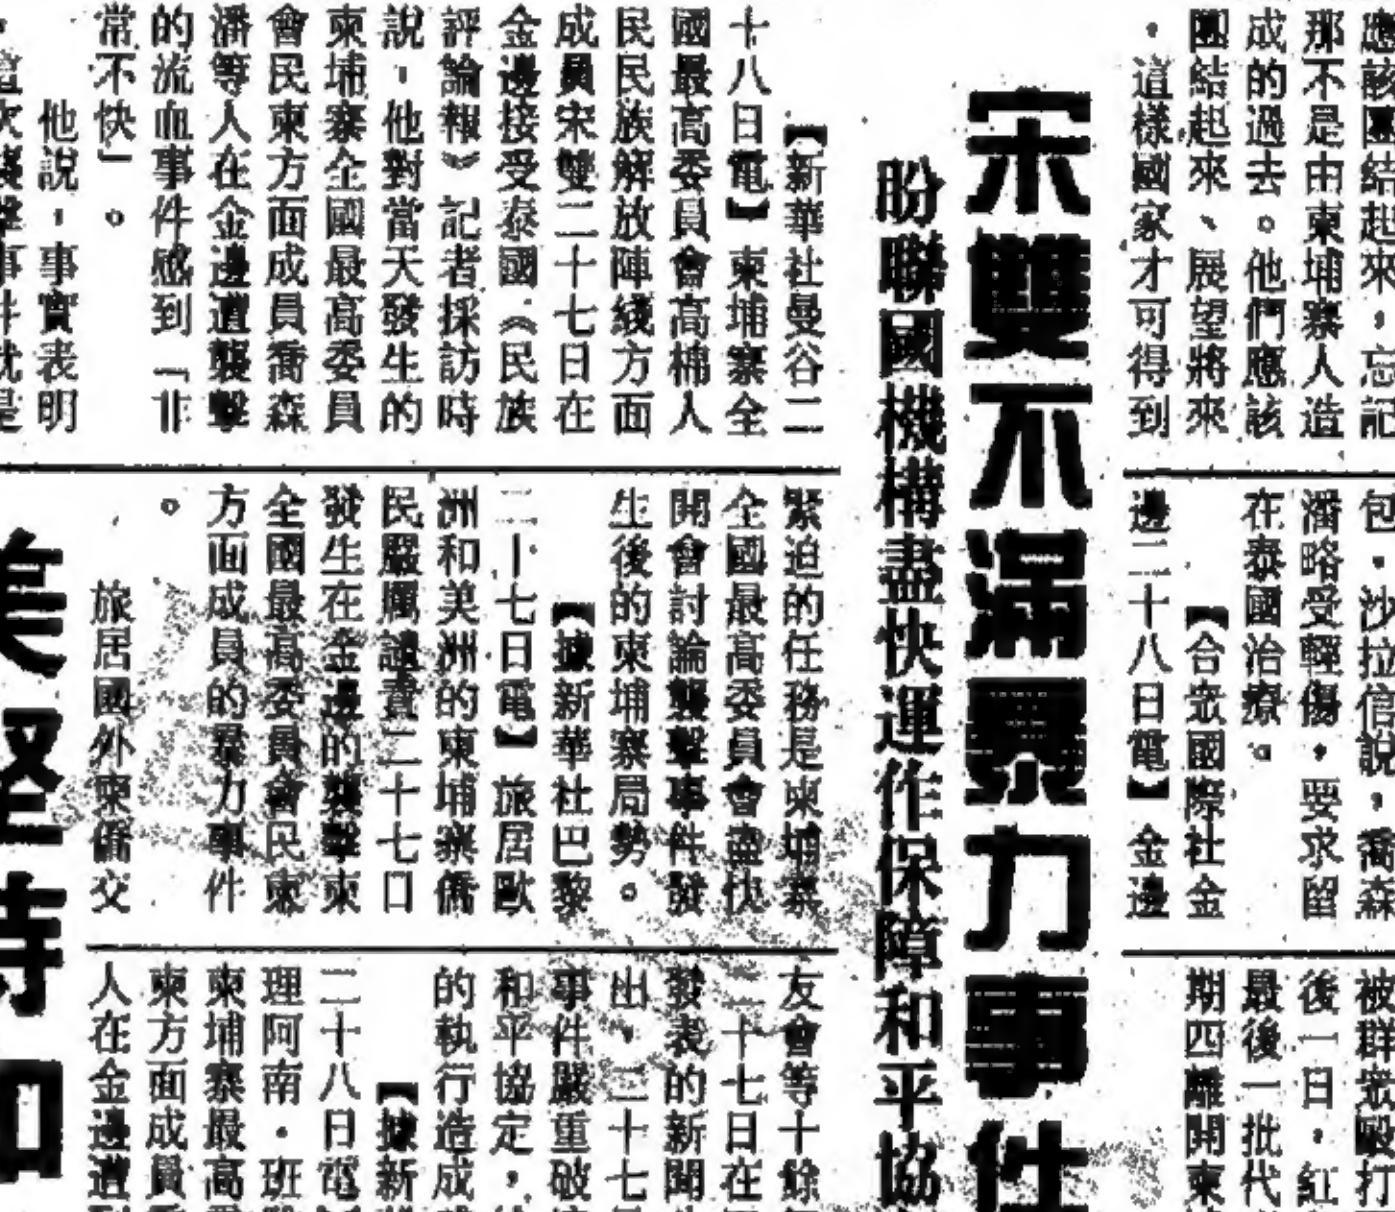 應該團結起來，忘記
那不是由柬埔寨人造
成的過去。他們應該
團結起來、展望將來
，這樣國家才可得到
包・沙拉信說，喬森
潘略受輕傷，要求留
在泰國治療。
【合衆國際社金
邊二十八日電】金邊
被群衆毆打
後一日，紅
最後一批代
期四離開柬
宋雙不滿暴力事件
盼聯國機構盡快運作保障和平協
【新華社曼谷二
十八日電】柬埔寨全
國最高委員會高棉人
民民族解放陣綫方面
成員宋雙二十七日在
金邊接受泰國《民族
評論報》記者採訪時
說，他對當天發生的
柬埔寨全國最高委員
會民柬方面成員喬森
潘等人在金邊遭襲擊
的流血事件感到「非
常不快」。
他說，事實表明
，這次襲擊事件就是
緊迫的任務是柬埔寨
全國最高委員會盡快
開會討論襲擊事件發
生後的柬埔寨局勢。
【據新華社巴黎
二十七日電】旅居歐
洲和美洲的柬埔寨僑
民嚴厲譴責二十七日
發生在金邊的襲擊柬
全國最高委員會民柬
方面成員的暴力事件
。
旅居國外柬僑交
友會等十餘
二十七日在
發表的新聞
出，二十七
事件嚴重破
和平協定，
的執行造成
【據新
二十八日電
理阿南・班
柬埔寨最高
柬方面成員
人在金邊遭
美堅持和